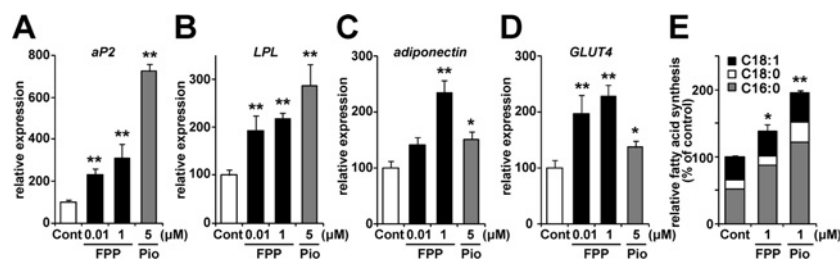 A
aP2
relative expression
800
600
400
200
0
**
**
**
Cont 0.01 1 5 (μM)
FPP Pio
B
LPL
relative expression
300
200
100
0
**
**
**
Cont 0.01 1 5 (μM)
FPP Pio
C
adiponectin
relative expression
300
200
100
0
**
*
Cont 0.01 1 5 (μM)
FPP Pio
D
GLUT4
relative expression
300
200
100
0
**
**
*
Cont 0.01 1 5 (μM)
FPP Pio
E
C18:1
C18:0
C16:0
relative fatty acid synthesis
(% of control)
200
100
0
*
**
Cont 1 1 (μM)
FPP Pio